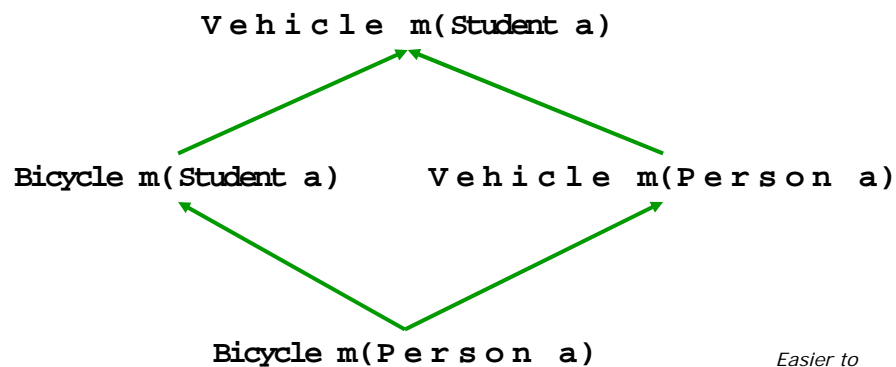 Vehicle m(Student a)
Bicycle m(Student a) Vehicle m(Person a)
Bicycle m(Person a)
Easier to